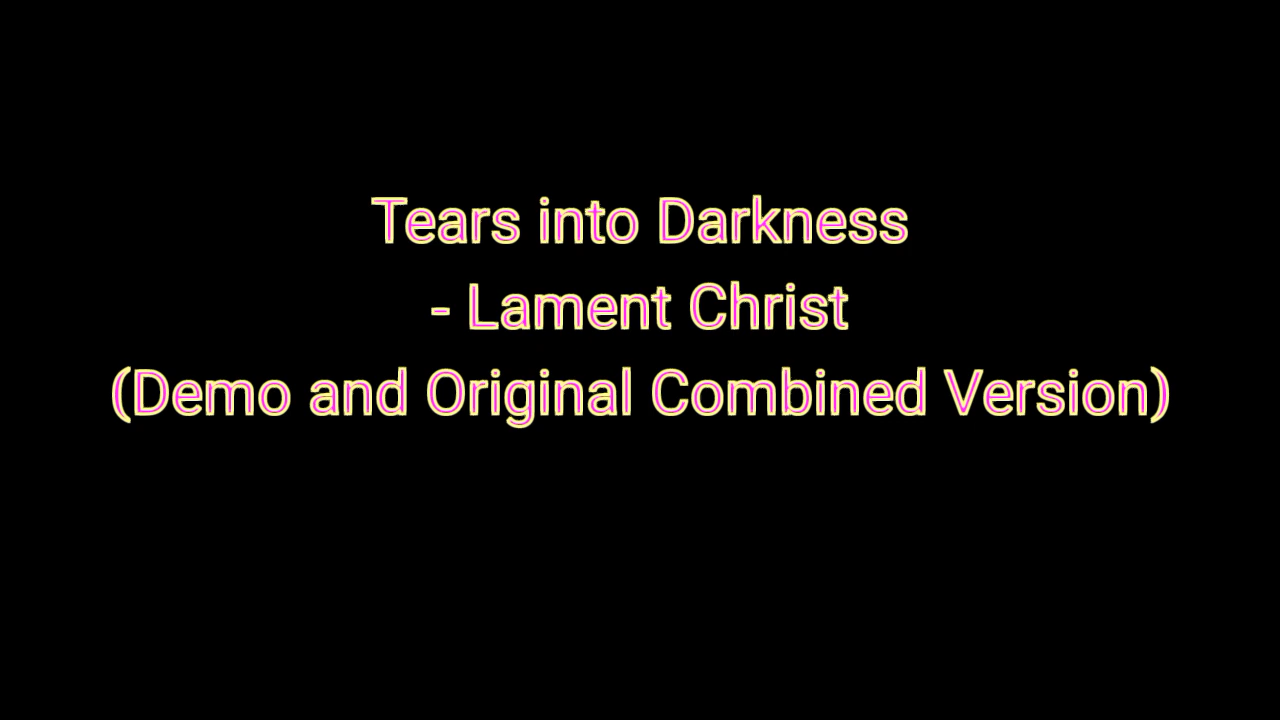 Tears into Darkness
- Lament Christ
(Demo and Original Combined Version)